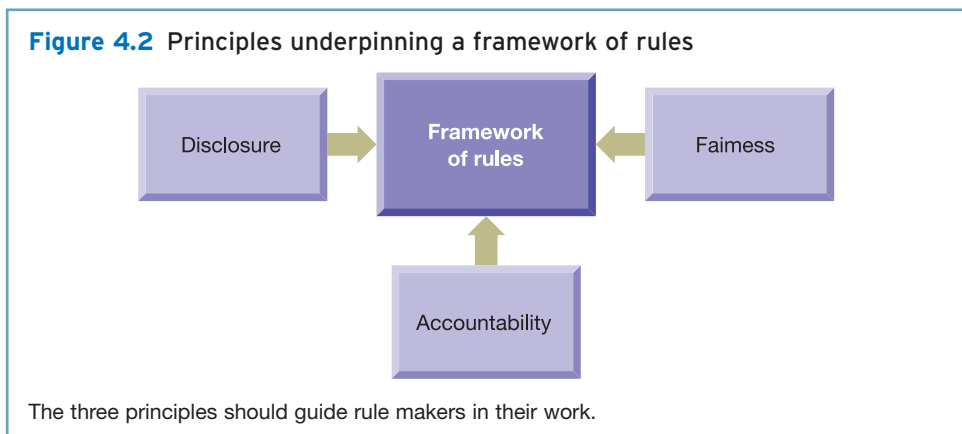 Figure 4.2 Principles underpinning a framework of rules
Disclosure
Framework
of rules
Faimess
Accountability
The three principles should guide rule makers in their work.